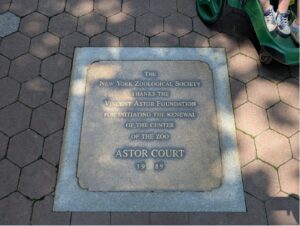 THE
NEW YORK ZOOLOGICAL SOCIETY
THANKS THE
VINCENT ASTOR FOUNDATION
FOR INITIATING THE RENEWAL
OF THE CENTER
OF THE ZOO
ASTOR COURT
1989